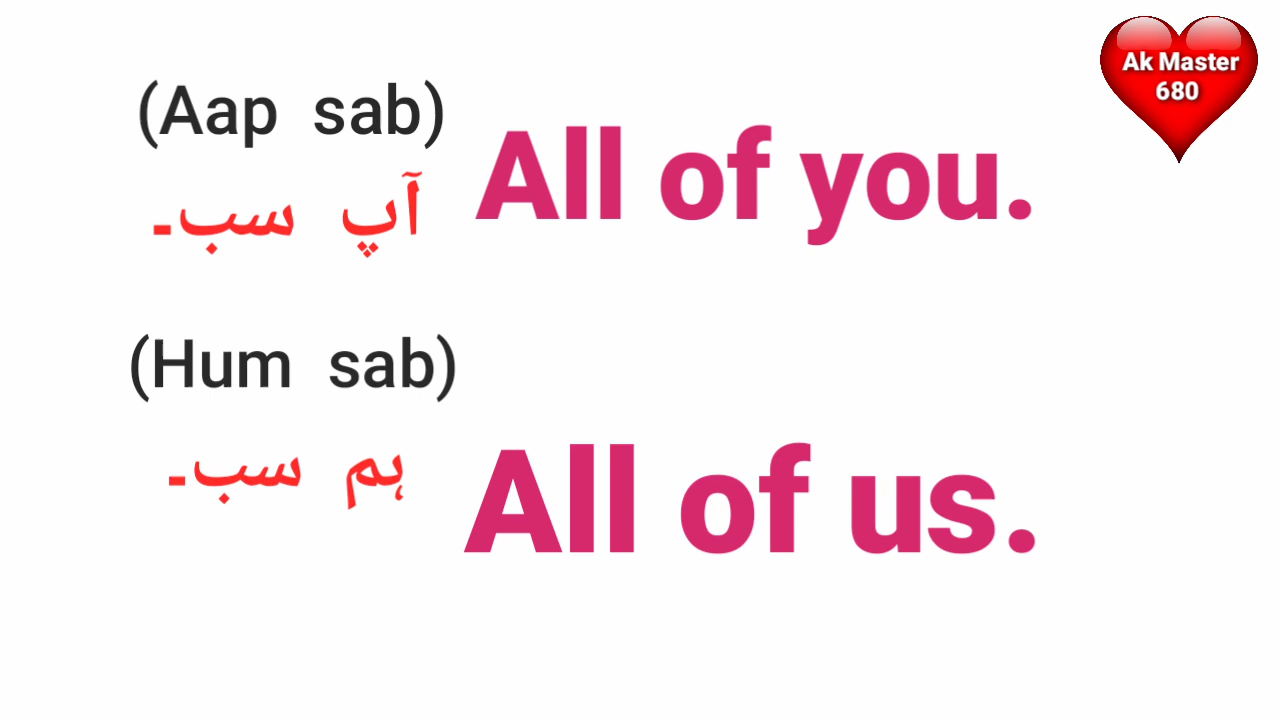 (Aap sab)
آپ سب۔
All of you.
(Hum sab)
ہم سب۔
All of us.
Ak Master
680